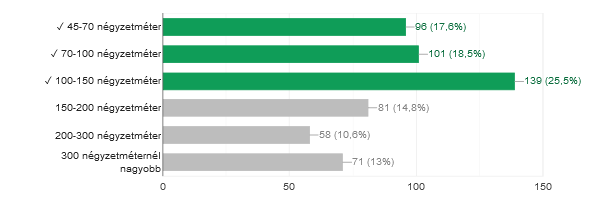 ✓ 45-70 négyzetméter
96 (17,6%)
✓ 70-100 négyzetméter
101 (18,5%)
✓ 100-150 négyzetméter
139 (25,5%)
150-200 négyzetméter
81 (14,8%)
200-300 négyzetméter
58 (10,6%)
300 négyzetméternél
nagyobb
71 (13%)
0
50
100
150